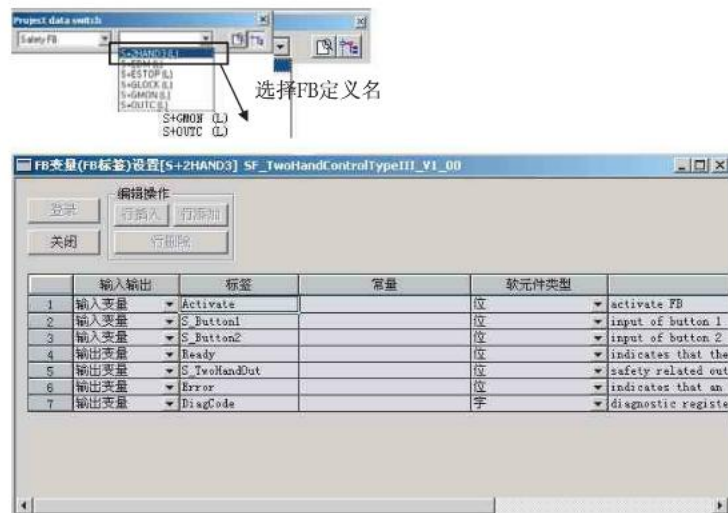 Project data switch
Safety FB
S+2HAND3(L)
S+EDM (L)
S+ESTOP(L)
S+GLOCK(L)
S+GMON(L)
S+OUTC(L)
选择FB定义名
S+GMON (L)
S+OUTC (L)
FB变量(FB标签)设置[S+2HAND3] SF_TwoHandControlTypeIII_V1_00
登录
编辑操作
行插入 行添加
关闭
行删除
输入输出 标签 常量 软元件类型
1 输入变量 Activate 位 activate FB
2 输入变量 S_Button1 位 input of button 1
3 输入变量 S_Button2 位 input of button 2
4 输出变量 Ready 位 indicates that the
5 输出变量 S_TwoHandOut 位 safety related out
6 输出变量 Error 位 indicates that an
7 输出变量 DiagCode 字 diagnostic registe